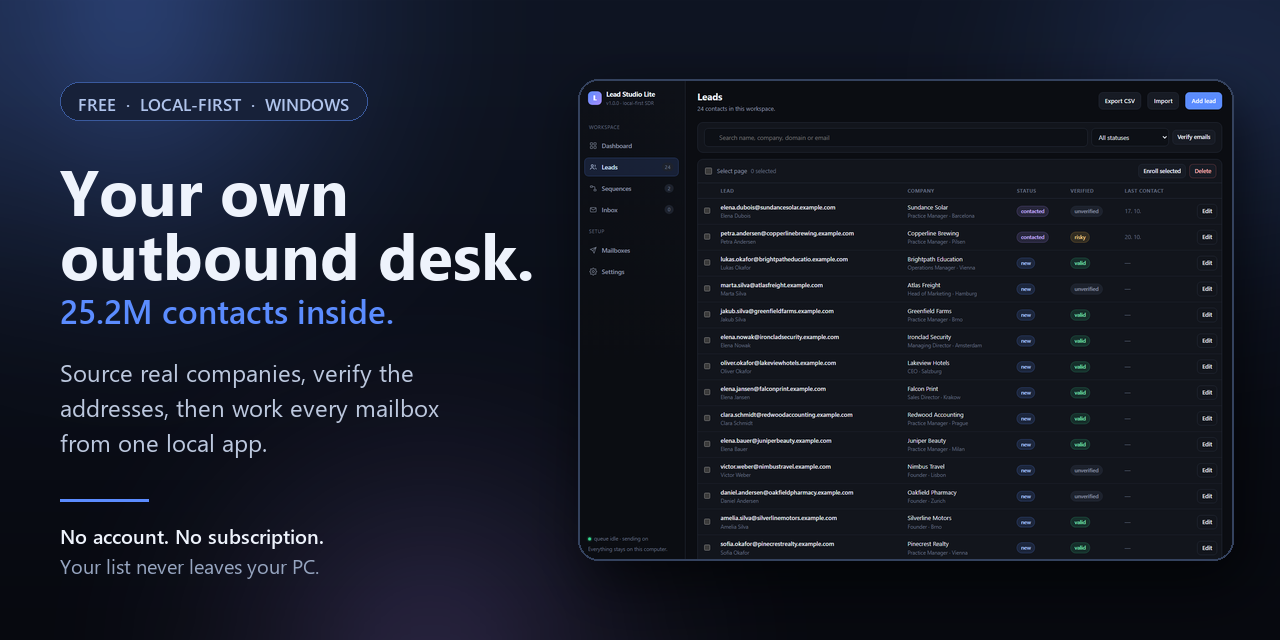 FREE · LOCAL-FIRST · WINDOWS
Your own
outbound desk.
25.2M contacts inside.
Source real companies, verify the
addresses, then work every mailbox
from one local app.
No account. No subscription.
Your list never leaves your PC.
L
Lead Studio Lite
v1.0.0 · local-first SDR
WORKSPACE
Dashboard
Leads 24
Sequences 2
Inbox
SETUP
Mailboxes
Settings
queue idle · sending on
Everything stays on this computer.
Leads
24 contacts in this workspace.
Export CSV Import Add lead
Search name, company, domain or email All statuses Verify emails
Select page 0 selected Enroll selected Delete
LEAD COMPANY STATUS VERIFIED LAST CONTACT
elena.dubois@sundancesolar.example.com Sundance Solar contacted unverified 17. 10. Edit
Elena Dubois Practice Manager · Barcelona
petra.andersen@copperlinebrewing.example.com Copperline Brewing contacted risky 20. 10. Edit
Petra Andersen Practice Manager · Pilsen
lukas.okafor@brightpatheducatio.example.com Brightpath Education new valid — Edit
Lukas Okafor Operations Manager · Vienna
marta.silva@atlasfreight.example.com Atlas Freight new unverified — Edit
Marta Silva Head of Marketing · Hamburg
jakub.silva@greenfieldfarms.example.com Greenfield Farms new valid — Edit
Jakub Silva Practice Manager · Brno
elena.nowak@ironcladsecurity.example.com Ironclad Security new valid — Edit
Elena Nowak Managing Director · Amsterdam
oliver.okafor@lakeviewhotels.example.com Lakeview Hotels new valid — Edit
Oliver Okafor CEO · Salzburg
elena.jansen@falconprint.example.com Falcon Print new valid — Edit
Elena Jansen Sales Director · Krakow
clara.schmidt@redwoodaccounting.example.com Redwood Accounting new valid — Edit
Clara Schmidt Practice Manager · Prague
elena.bauer@juniperbeauty.example.com Juniper Beauty new valid — Edit
Elena Bauer Practice Manager · Milan
victor.weber@nimbustravel.example.com Nimbus Travel new unverified — Edit
Victor Weber Founder · Lisbon
daniel.andersen@oakfieldpharmacy.example.com Oakfield Pharmacy new unverified — Edit
Daniel Andersen Founder · Zurich
amelia.silva@silverlinemotors.example.com Silverline Motors new valid — Edit
Amelia Silva Founder · Brno
sofia.okafor@pinecrestrealty.example.com Pinecrest Realty new valid — Edit
Sofia Okafor Practice Manager · Vienna